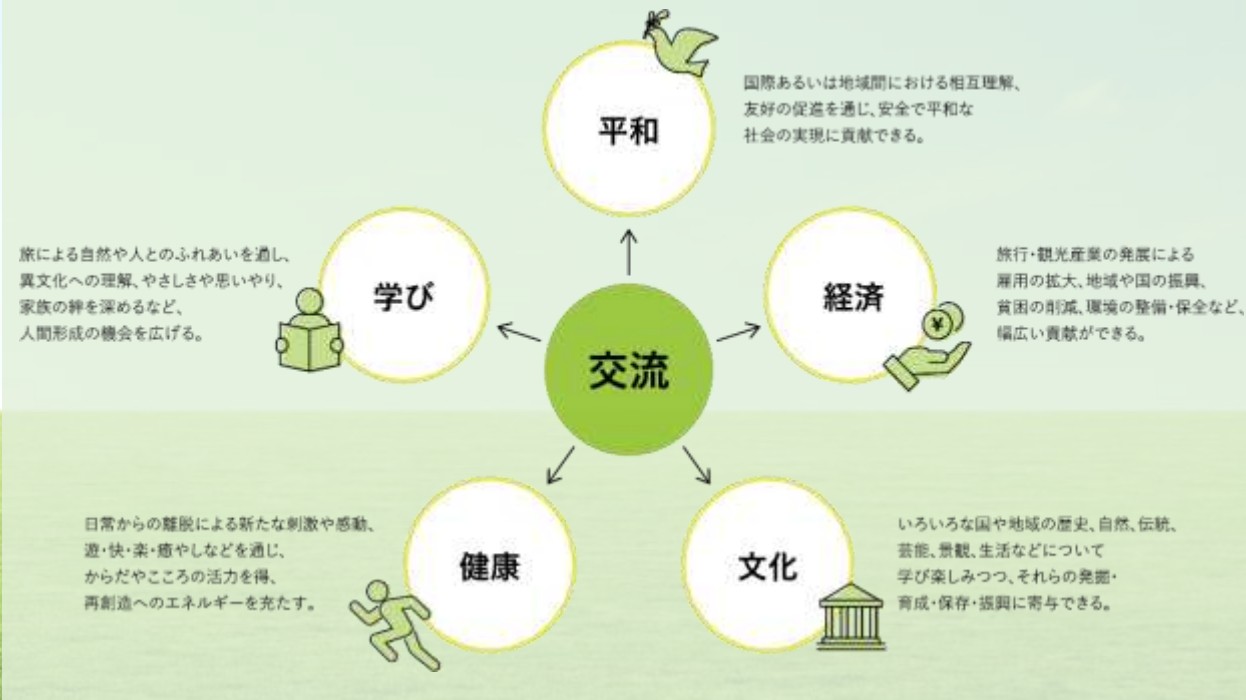 平和
国際あるいは地域間における相互理解、
友好の促進を通じ、安全で平和な
社会の実現に貢献できる。
学び
旅による自然や人とのふれあいを通し、
異文化への理解、やさしさや思いやり、
家族の絆を深めるなど、
人間形成の機会を広げる。
経済
¥
旅行・観光産業の発展による
雇用の拡大、地域や国の振興、
貧困の削減、環境の整備・保全など、
幅広い貢献ができる。
交流
健康
日常からの離脱による新たな刺激や感動、
遊・快・楽・癒やしなどを通じ、
からだやこころの活力を得、
再創造へのエネルギーを充たす。
文化
いろいろな国や地域の歴史、自然、伝統、
芸能、景観、生活などについて
学び楽しみつつ、それらの発掘・
育成・保存・振興に寄与できる。